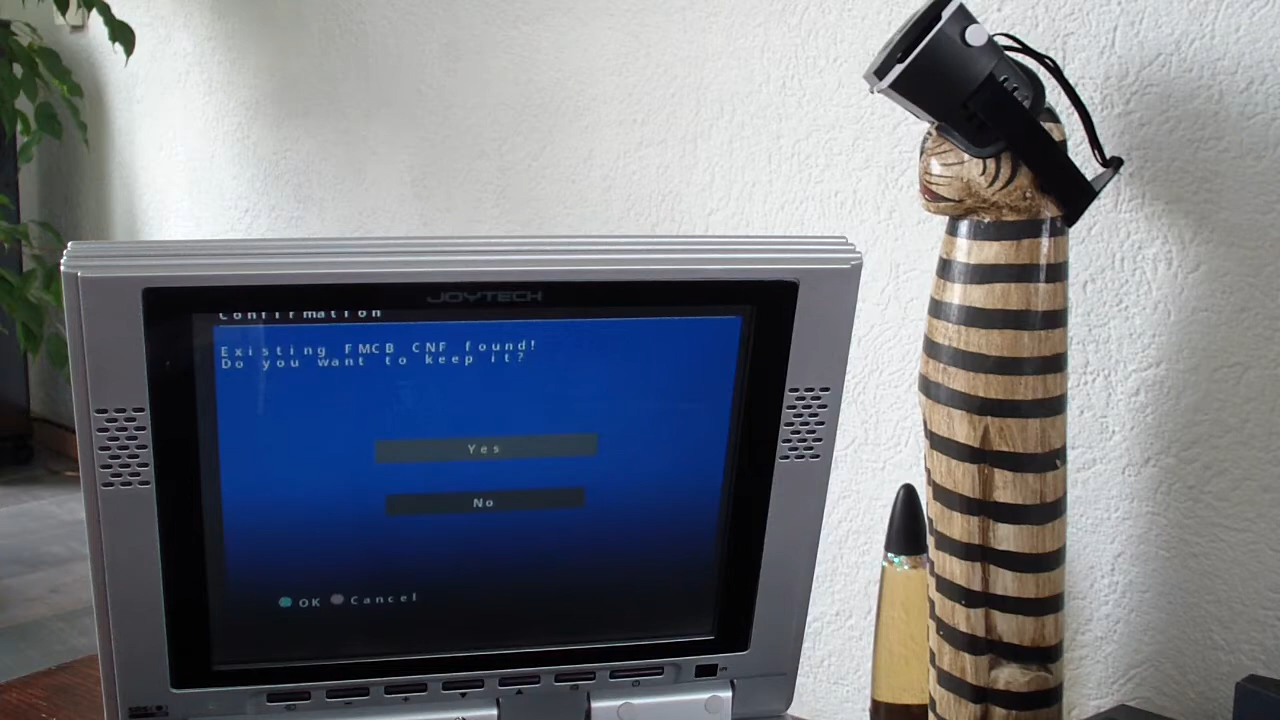 JOYTECH
Confirmation
Existing FMCB CNF found!
Do you want to keep it?
Yes
No
OK Cancel